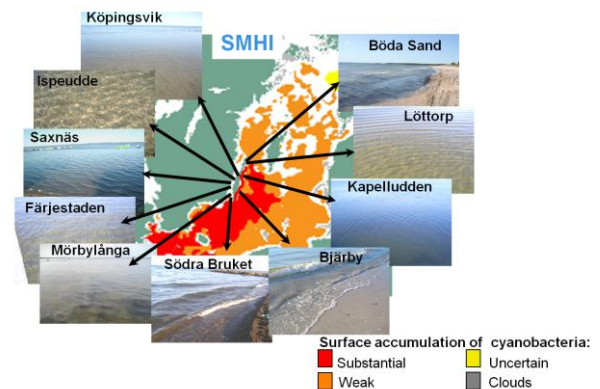 Köpingsvik
SMHI
Böda Sand
Ispeudde
Löttorp
Saxnäs
Kapelludden
Färjestaden
Mörbylånga
Södra Bruket
Bjärby
Surface accumulation of cyanobacteria:
Substantial
Uncertain
Weak
Clouds